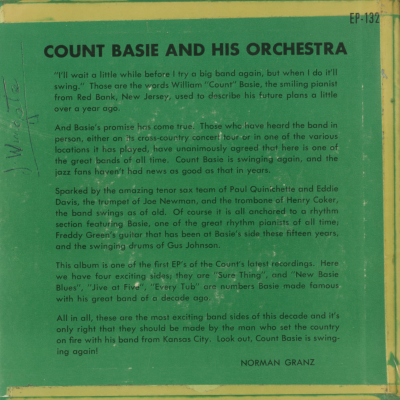 EP-132
COUNT BASIE AND HIS ORCHESTRA
"I'll wait a little while before I try a big band again, but when I do it'll
swing." Those are the words William "Count" Basie, the smiling pianist
from Red Bank, New Jersey, used to describe his future plans a little
over a year ago.
And Basie's promise has come true. Those who have heard the band in
person, either on its cross-country concert tour or in one of the various
locations it has played, have unanimously agreed that here is one of
the great bands of all time. Count Basie is swinging again, and the
jazz fans haven't had news as good as that in years.
Sparked by the amazing tenor sax team of Paul Quinichette and Eddie
Davis, the trumpet of Joe Newman, and the trombone of Henry Coker,
the band swings as of old. Of course it is all anchored to a rhythm
section featuring Basie, one of the great rhythm pianists of all time;
Freddy Green's guitar that has been at Basie's side these fifteen years,
and the swinging drums of Gus Johnson.
This album is one of the first EP's of the Count's latest recordings. Here
we have four exciting sides; they are "Sure Thing", and "New Basie
Blues", "Jive at Five", "Every Tub" are numbers Basie made famous
with his great band of a decade ago.
All in all, these are the most exciting band sides of this decade and it's
only right that they should be made by the man who set the country
on fire with his band from Kansas City. Look out, Count Basie is swing-
ing again!
NORMAN GRANZ